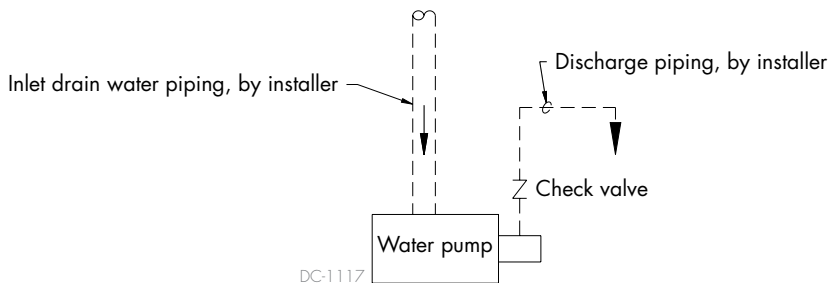 Discharge piping, by installer
Inlet drain water piping, by installer
Check valve
Water pump
DC-1117